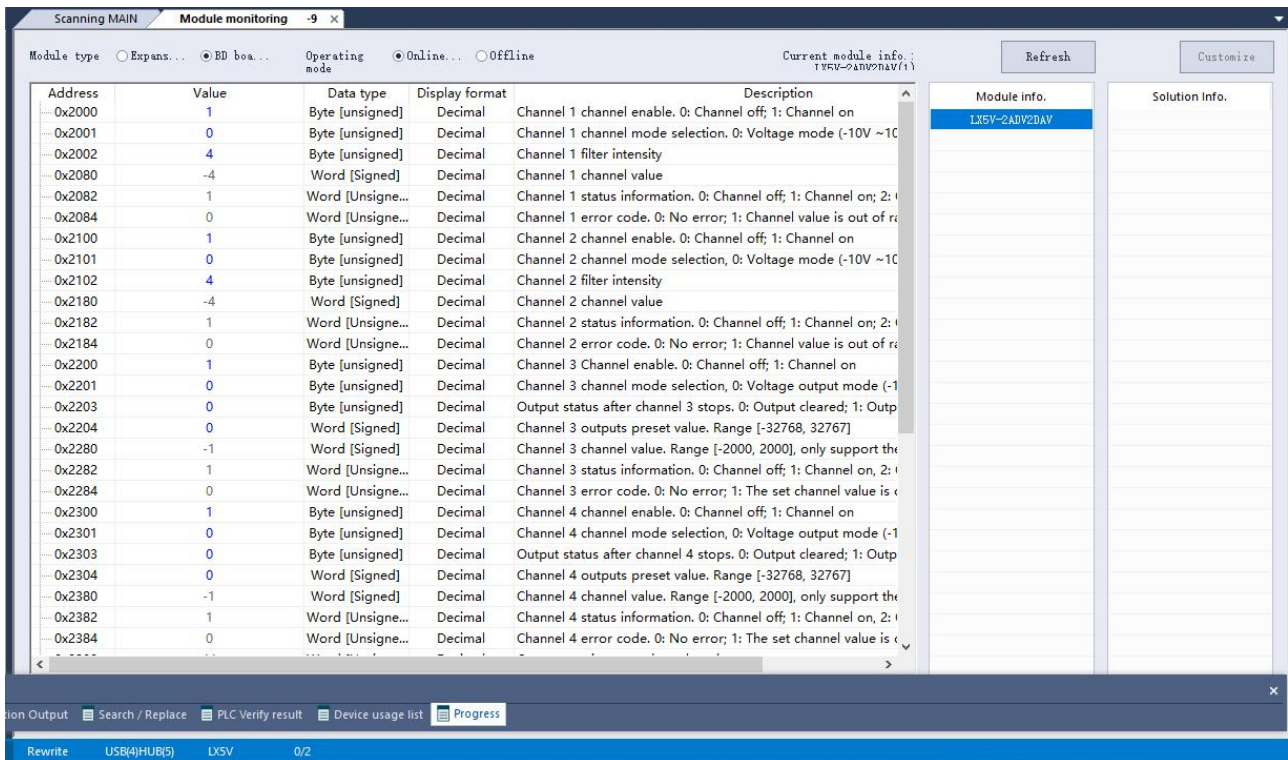 Scanning MAIN Module monitoring -9 ×
Module type Expans... BD boa... Operating mode Online... Offline Current module info.: LX5V-2ADV2DAV(1) Refresh Customize
Address Value Data type Display format Description Module info. Solution Info.
0x2000 1 Byte [unsigned] Decimal Channel 1 channel enable. 0: Channel off; 1: Channel on LX5V-2ADV2DAV
0x2001 0 Byte [unsigned] Decimal Channel 1 channel mode selection. 0: Voltage mode (-10V ~10
0x2002 4 Byte [unsigned] Decimal Channel 1 filter intensity
0x2080 -4 Word [Signed] Decimal Channel 1 channel value
0x2082 1 Word [Unsigne... Decimal Channel 1 status information. 0: Channel off; 1: Channel on; 2:
0x2084 0 Word [Unsigne... Decimal Channel 1 error code. 0: No error; 1: Channel value is out of ra
0x2100 1 Byte [unsigned] Decimal Channel 2 channel enable. 0: Channel off; 1: Channel on
0x2101 0 Byte [unsigned] Decimal Channel 2 channel mode selection, 0: Voltage mode (-10V ~10
0x2102 4 Byte [unsigned] Decimal Channel 2 filter intensity
0x2180 -4 Word [Signed] Decimal Channel 2 channel value
0x2182 1 Word [Unsigne... Decimal Channel 2 status information. 0: Channel off; 1: Channel on; 2:
0x2184 0 Word [Unsigne... Decimal Channel 2 error code. 0: No error; 1: Channel value is out of ra
0x2200 1 Byte [unsigned] Decimal Channel 3 Channel enable. 0: Channel off; 1: Channel on
0x2201 0 Byte [unsigned] Decimal Channel 3 channel mode selection, 0: Voltage output mode (-1
0x2203 0 Byte [unsigned] Decimal Output status after channel 3 stops. 0: Output cleared; 1: Outp
0x2204 0 Word [Signed] Decimal Channel 3 outputs preset value. Range [-32768, 32767]
0x2280 -1 Word [Signed] Decimal Channel 3 channel value. Range [-2000, 2000], only support the
0x2282 1 Word [Unsigne... Decimal Channel 3 status information. 0: Channel off; 1: Channel on, 2:
0x2284 0 Word [Unsigne... Decimal Channel 3 error code. 0: No error; 1: The set channel value is
0x2300 1 Byte [unsigned] Decimal Channel 4 channel enable. 0: Channel off; 1: Channel on
0x2301 0 Byte [unsigned] Decimal Channel 4 channel mode selection, 0: Voltage output mode (-1
0x2303 0 Byte [unsigned] Decimal Output status after channel 4 stops. 0: Output cleared; 1: Outp
0x2304 0 Word [Signed] Decimal Channel 4 outputs preset value. Range [-32768, 32767]
0x2380 -1 Word [Signed] Decimal Channel 4 channel value. Range [-2000, 2000], only support the
0x2382 1 Word [Unsigne... Decimal Channel 4 status information. 0: Channel off; 1: Channel on, 2:
0x2384 0 Word [Unsigne... Decimal Channel 4 error code. 0: No error; 1: The set channel value is
tion Output Search / Replace PLC Verify result Device usage list Progress
Rewrite USB(4)HUB(5) LX5V 0/2